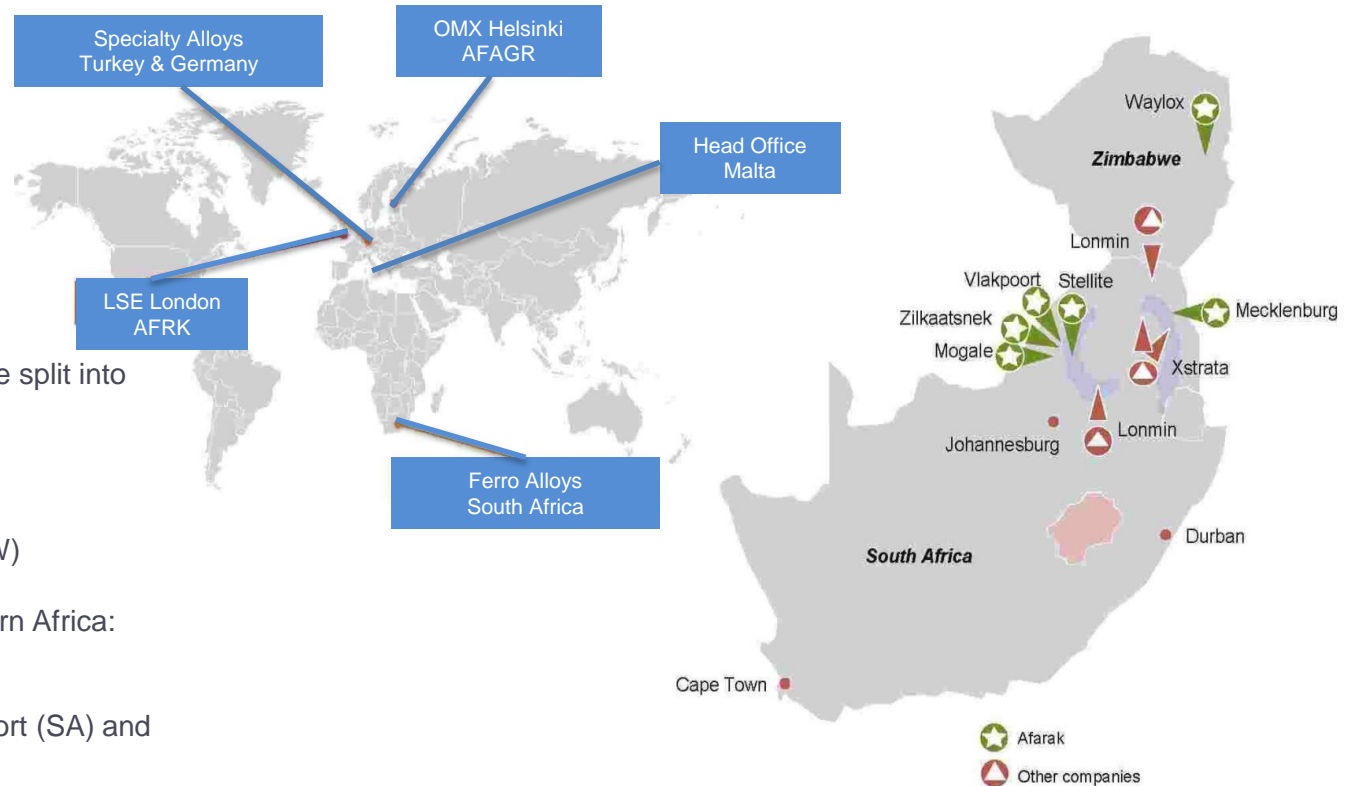 Specialty Alloys
Turkey & Germany
OMX Helsinki
AFAGR
Head Office
Malta
LSE London
AFRK
Ferro Alloys
South Africa
e split into
V)
rn Africa:
ort (SA) and
Waylox
Zimbabwe
Lonmin
Vlakpoort
Stellite
Zilkaatsnek
Mogale
Mecklenburg
Xstrata
Lonmin
Johannesburg
Durban
South Africa
Cape Town
Afarak
Other companies